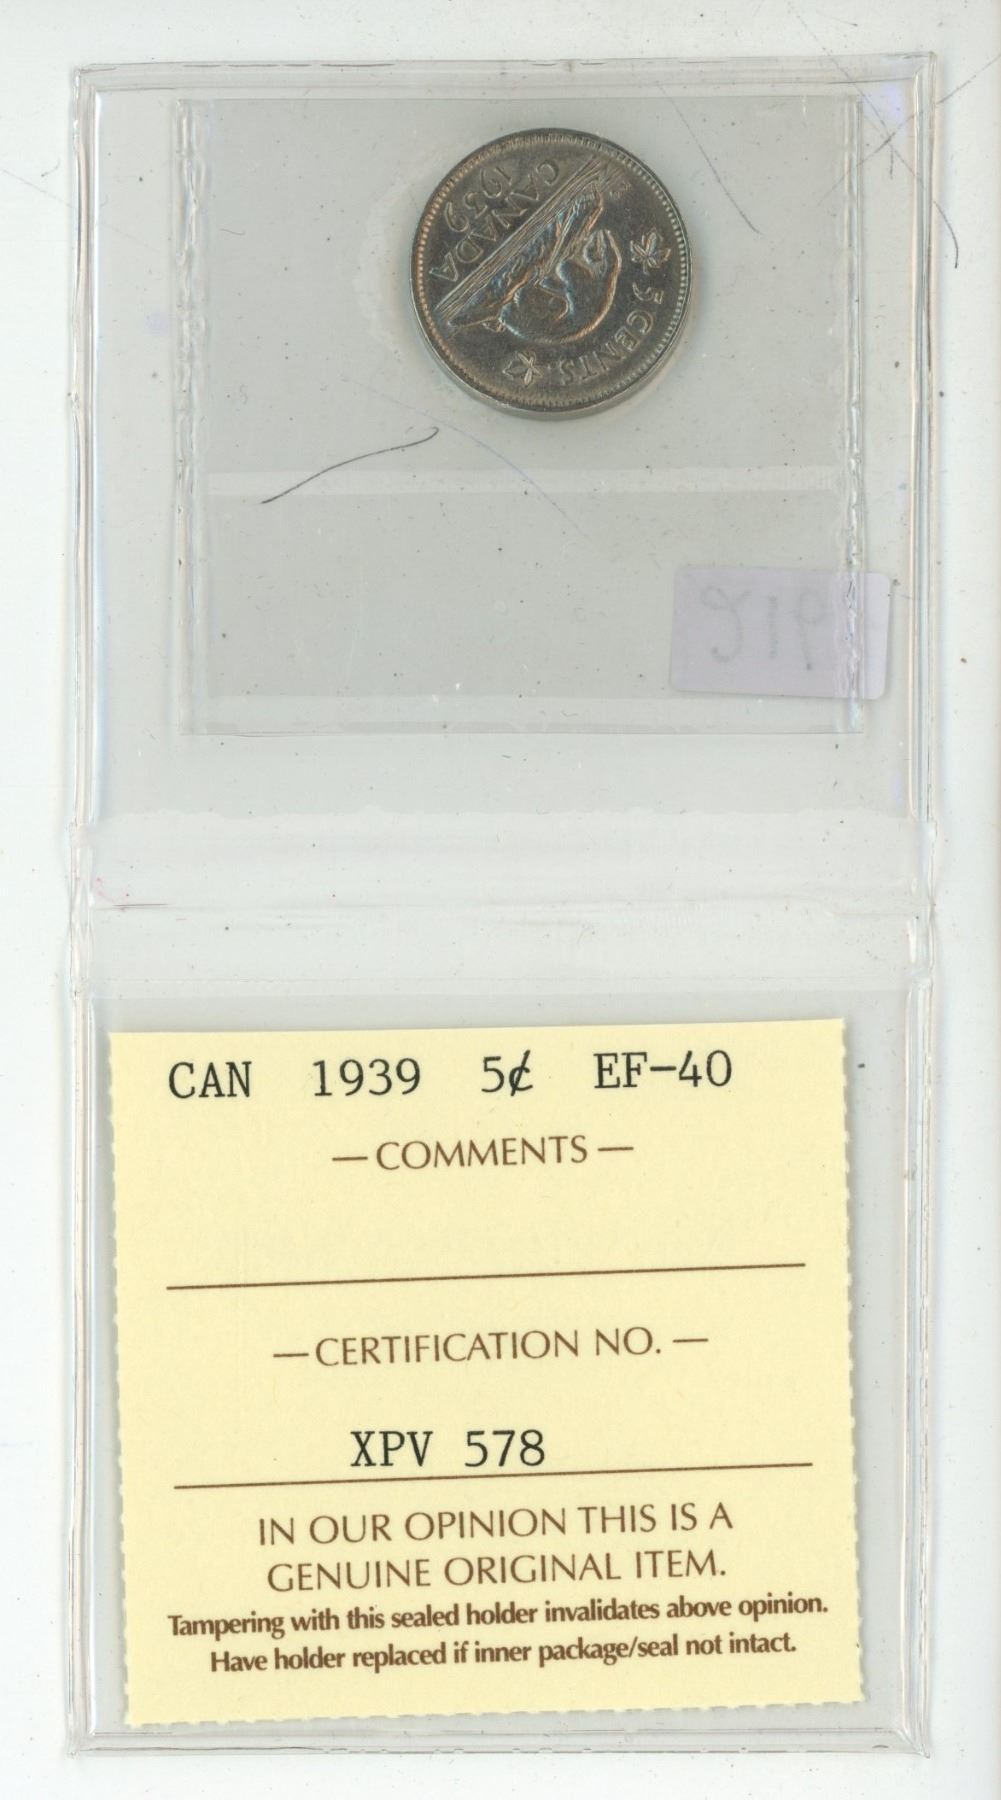 5 CENTS
CANADA
1939
CAN 1939 5¢ EF-40
— COMMENTS —
— CERTIFICATION NO. —
XPV 578
IN OUR OPINION THIS IS A
GENUINE ORIGINAL ITEM.
Tampering with this sealed holder invalidates above opinion.
Have holder replaced if inner package/seal not intact.